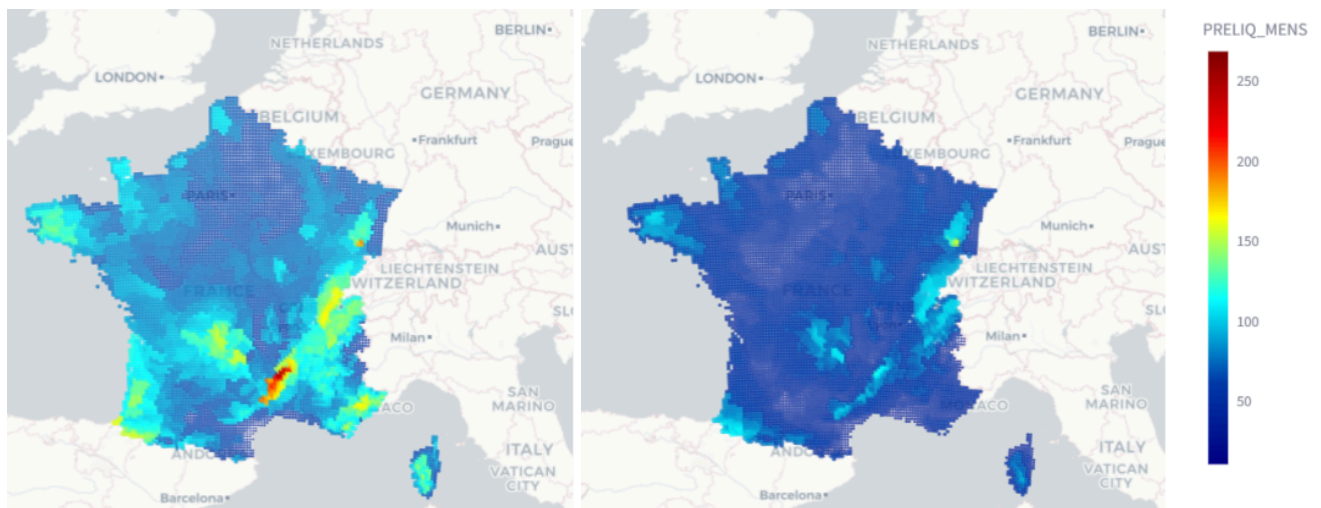 BERLIN
NETHERLANDS
LONDON
GERMANY
BELGIUM
Frankfurt
Prague
XEMBOURG
PARIS
Munich
AUST
LIECHTENSTEIN
WITZERLAND
FRANCE
SLO
Milan
SAN
MARINO
ACO
ITALY
ANDO
VATICAN
CITY
Barcelona
BERLIN
NETHERLANDS
LONDON
GERMANY
BELGIUM
Frankfurt
Prague
XEMBOURG
PARIS
Munich
AUST
LIECHTENSTEIN
WITZERLAND
FRANCE
SLO
Milan
SAN
MARINO
MONACO
ITALY
ANDO
VATICAN
CITY
Barcelona
PRELIQ_MENS
250
200
150
100
50